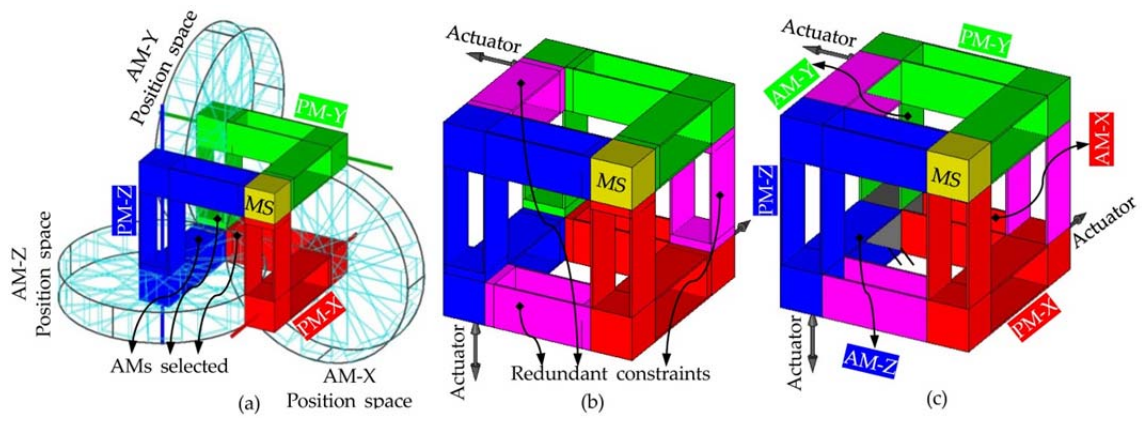 AM-Y
Position space
PM-Y
PM-Z
MS
AM-Z
Position space
PM-X
AMs selected
AM-X
Position space
(a)
Actuator
MS
Actuator
Redundant constraints
(b)
PM-Z
Actuator
AM-Y
PM-Y
AM-X
MS
Actuator
PM-X
Actuator
AM-Z
(c)